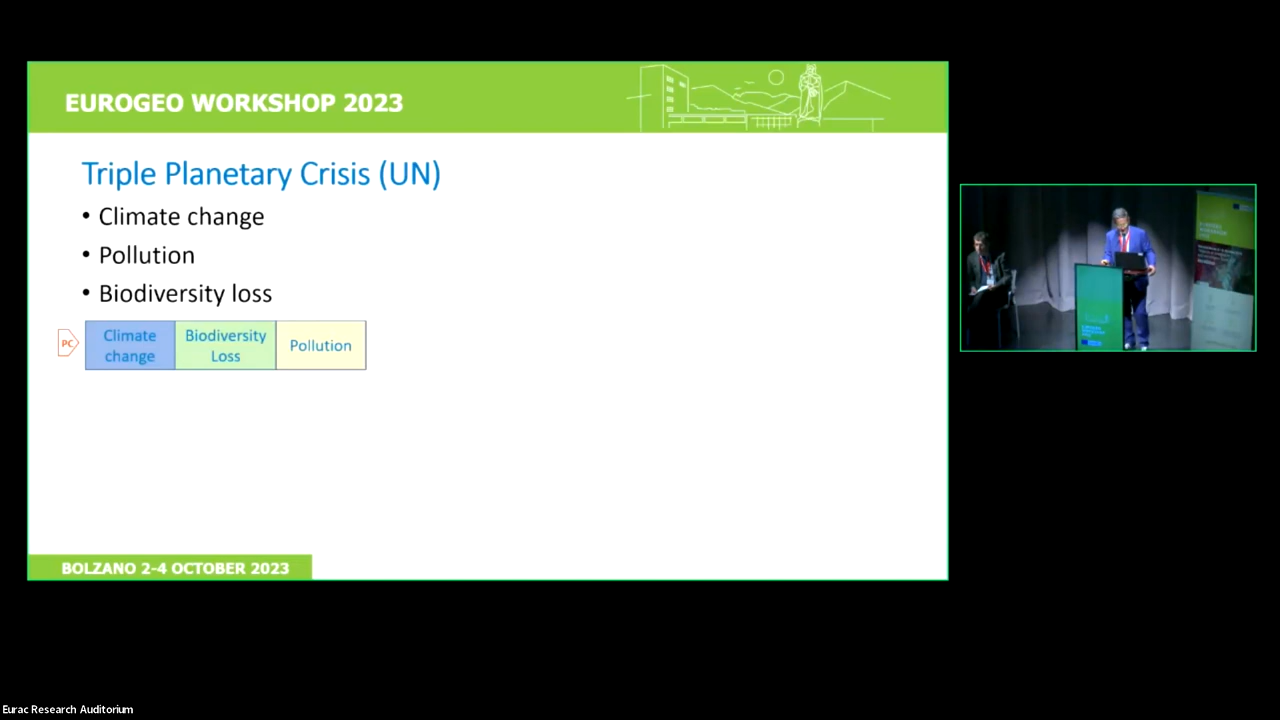 EUROGEO WORKSHOP 2023
Triple Planetary Crisis (UN)
• Climate change
• Pollution
• Biodiversity loss
PC
Climate
change
Biodiversity
Loss
Pollution
BOLZANO 2-4 OCTOBER 2023
Eurac Research Auditorium